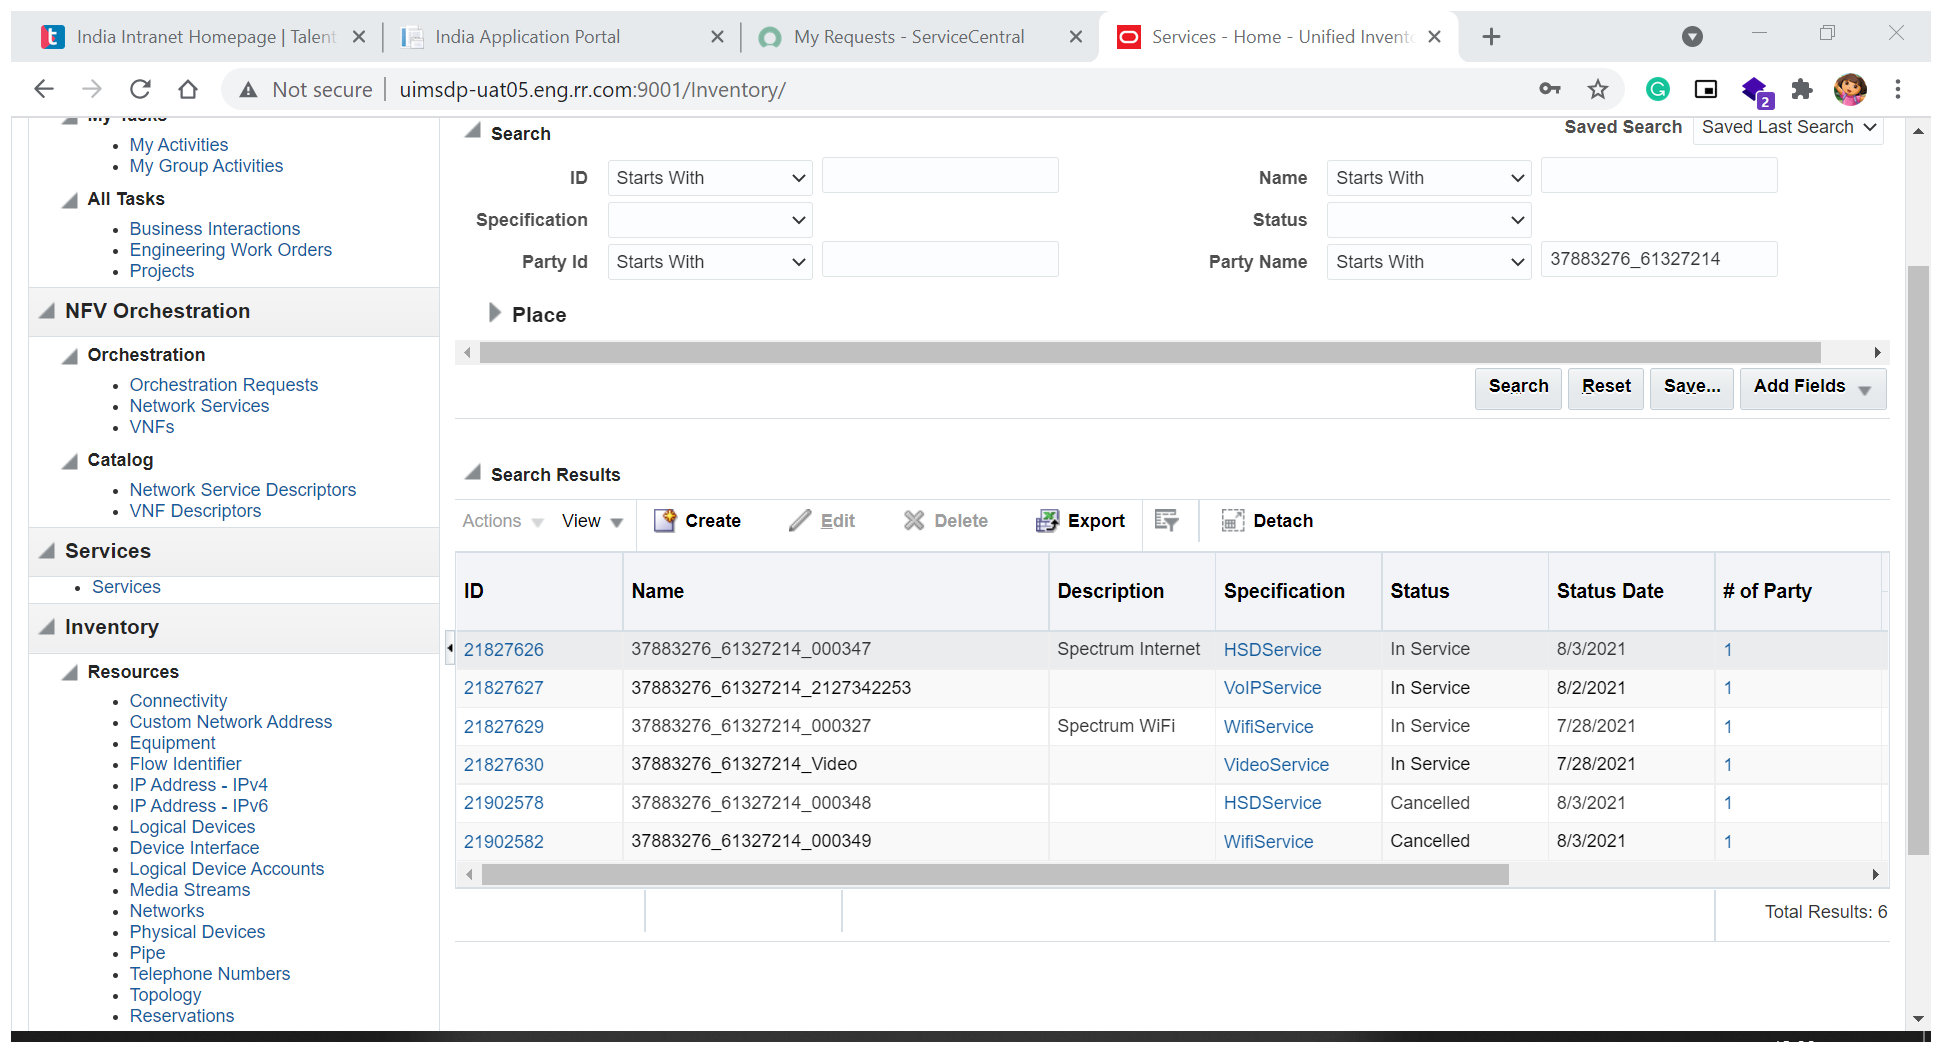 India Intranet Homepage | Talent
India Application Portal
My Requests - ServiceCentral
Services - Home - Unified Invento
Not secure
uimsdp-uat05.eng.rr.com:9001/Inventory/
2
My Tasks
My Activities
My Group Activities
All Tasks
Business Interactions
Engineering Work Orders
Projects
NFV Orchestration
Orchestration
Orchestration Requests
Network Services
VNFs
Catalog
Network Service Descriptors
VNF Descriptors
Services
Services
Inventory
Resources
Connectivity
Custom Network Address
Equipment
Flow Identifier
IP Address - IPv4
IP Address - IPv6
Logical Devices
Device Interface
Logical Device Accounts
Media Streams
Networks
Physical Devices
Pipe
Telephone Numbers
Topology
Reservations
Search
Saved Search Saved Last Search
ID Starts With Name Starts With
Specification Status
Party Id Starts With Party Name Starts With 37883276_61327214
Place
Search Reset Save... Add Fields
Search Results
Actions View Create Edit Delete Export Detach
ID Name Description Specification Status Status Date # of Party
21827626 37883276_61327214_000347 Spectrum Internet HSDService In Service 8/3/2021 1
21827627 37883276_61327214_2127342253 VoIPService In Service 8/2/2021 1
21827629 37883276_61327214_000327 Spectrum WiFi WifiService In Service 7/28/2021 1
21827630 37883276_61327214_Video VideoService In Service 7/28/2021 1
21902578 37883276_61327214_000348 HSDService Cancelled 8/3/2021 1
21902582 37883276_61327214_000349 WifiService Cancelled 8/3/2021 1
Total Results: 6